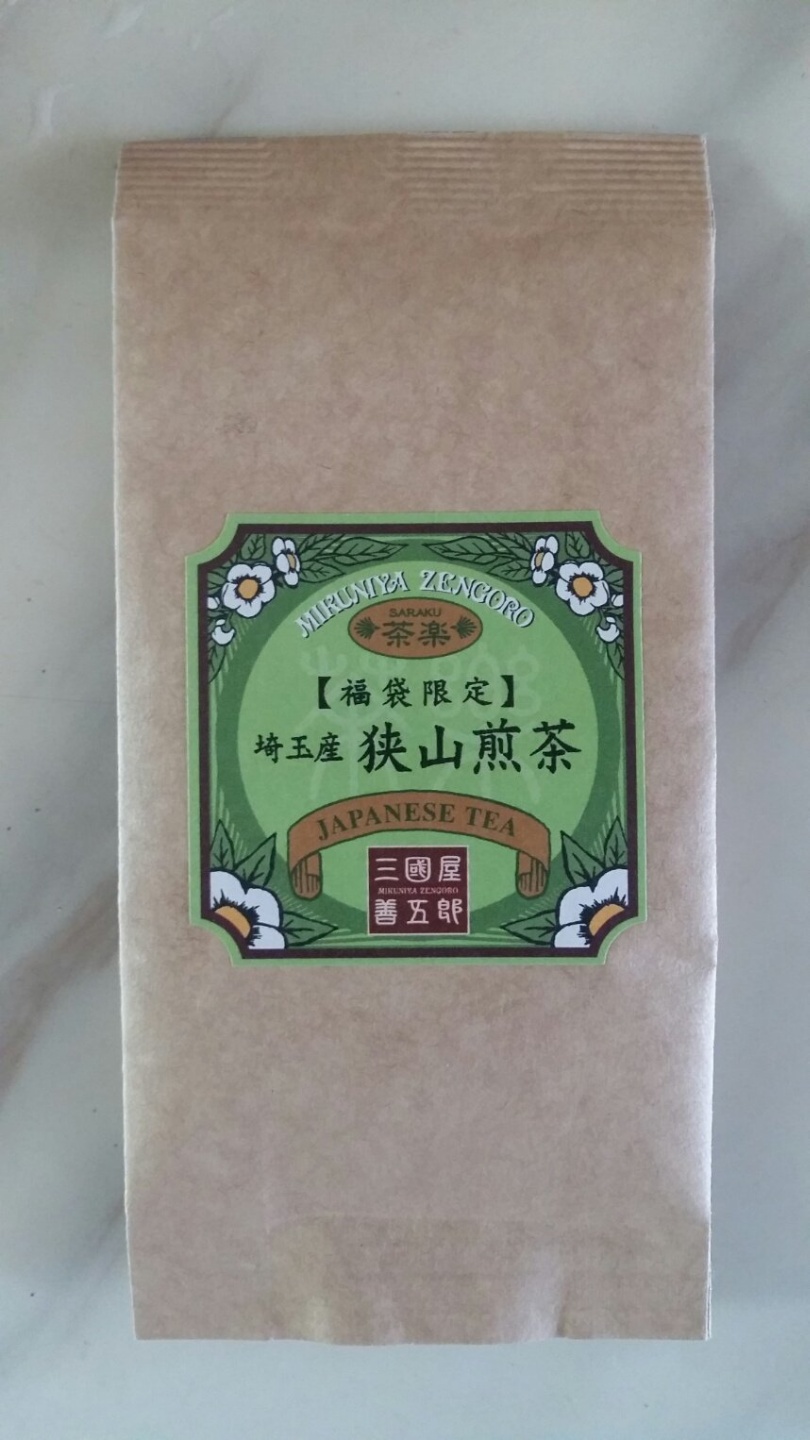 MIKUNIYA ZENGORO
SARAKU
茶楽
【福袋限定】
埼玉産 狭山煎茶
JAPANESE TEA
三國屋
MIKUNIYA ZENGORO
善五郎